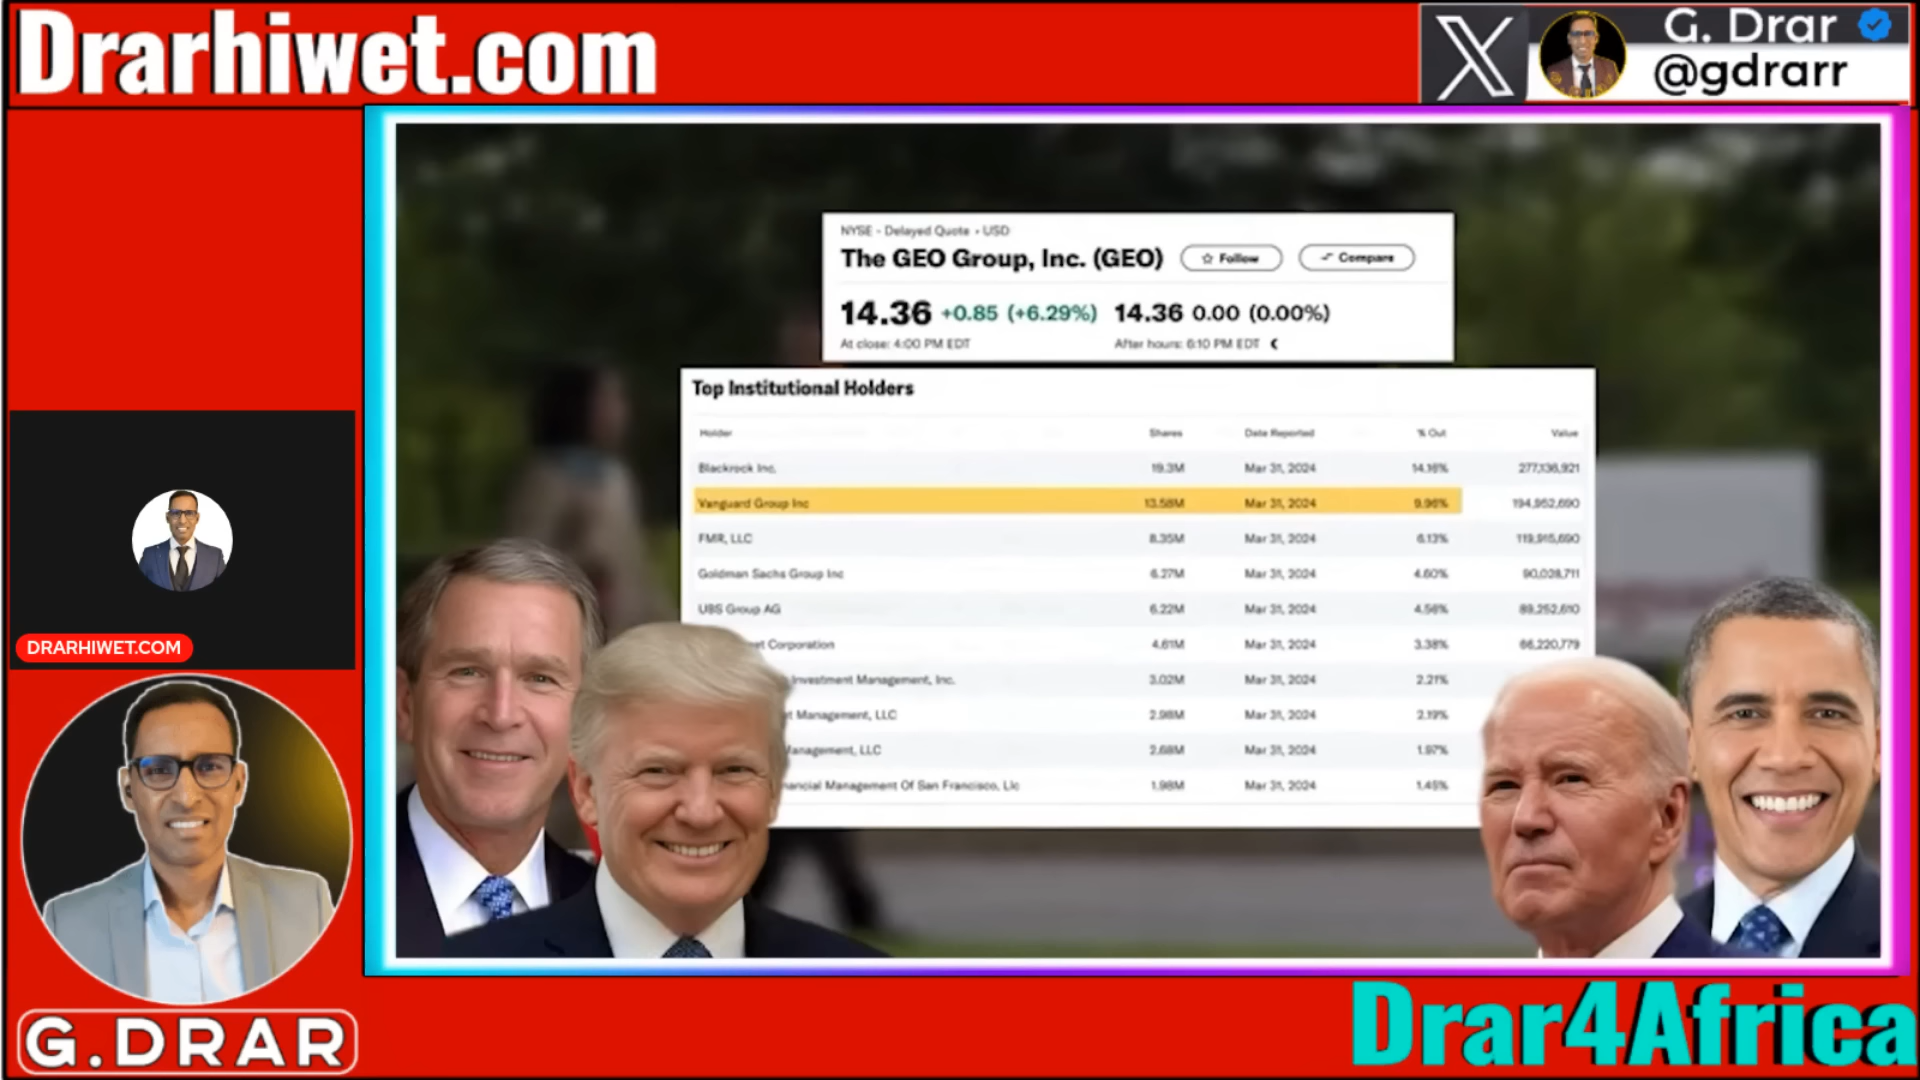 Drarhiwet.com
G. Drar
@gdrarr
NYSE - Delayed Quote • USD
The GEO Group, Inc. (GEO) Follow Compare
14.36 +0.85 (+6.29%) 14.36 0.00 (0.00%)
At close: 4:00 PM EDT After hours: 6:10 PM EDT
Top Institutional Holders
Holder Shares Date Reported % Out Value
Blackrock Inc. 19.3M Mar 31, 2024 14.16% 277,136,921
Vanguard Group Inc 13.58M Mar 31, 2024 9.96% 194,952,690
FMR, LLC 8.35M Mar 31, 2024 6.13% 119,915,690
Goldman Sachs Group Inc 6.27M Mar 31, 2024 4.60% 90,028,711
UBS Group AG 6.22M Mar 31, 2024 4.56% 89,252,610
Corporation 4.61M Mar 31, 2024 3.38% 66,220,779
Investment Management, Inc. 3.02M Mar 31, 2024 2.21%
Management, LLC 2.98M Mar 31, 2024 2.19%
Management, LLC 2.68M Mar 31, 2024 1.97%
Management Of San Francisco, Llc 1.98M Mar 31, 2024 1.45%
DRARHIWET.COM
G.DRAR
Drar4Africa